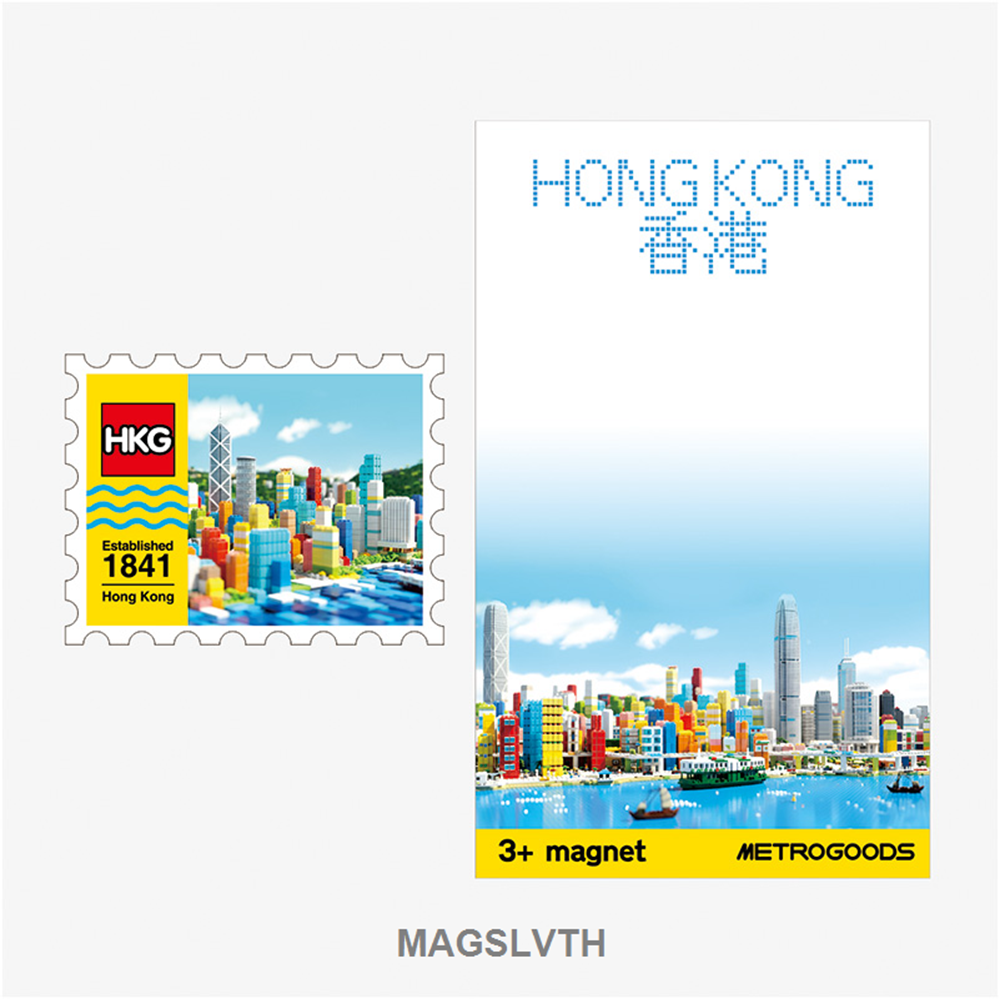 HKG
Established
1841
Hong Kong
HONG KONG
香港
3+ magnet
METROGOODS
MAGSLVTH